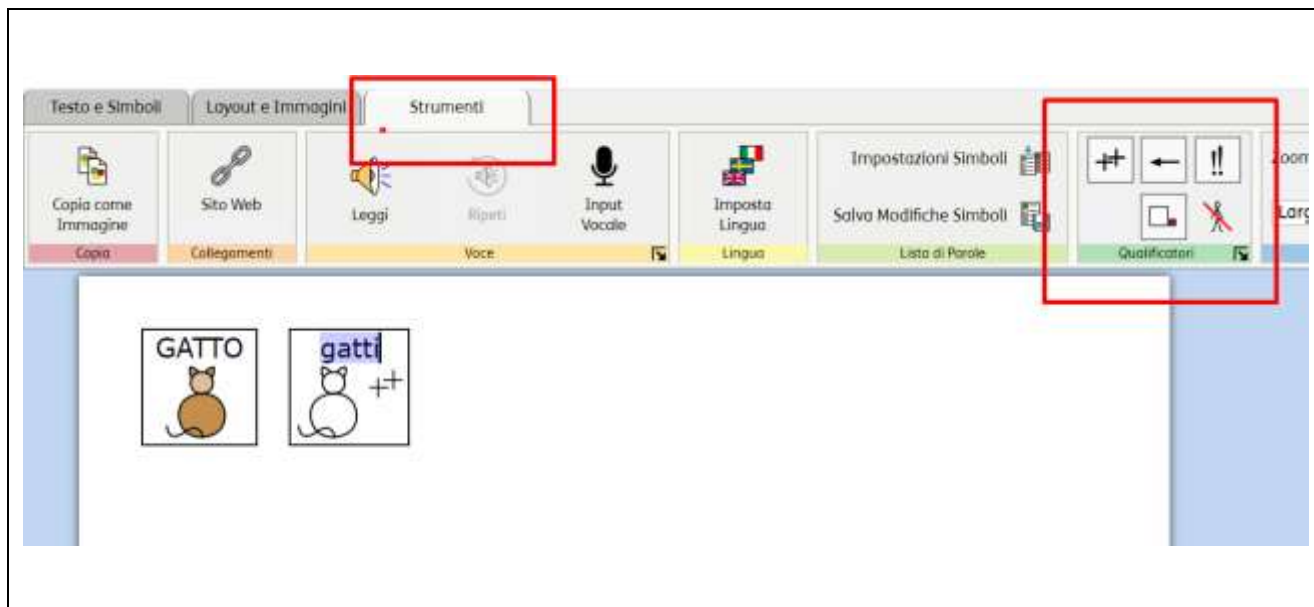 Testo e Simboli Layout e Immagini Strumenti
Copia come Immagine
Sito Web
Leggi
Ripeti
Input Vocale
Imposta Lingua
Impostazioni Simboli
Salva Modifiche Simboli
Copia Collegamenti Voce Lingua Lista di Parole Qualificatori
GATTO gatti